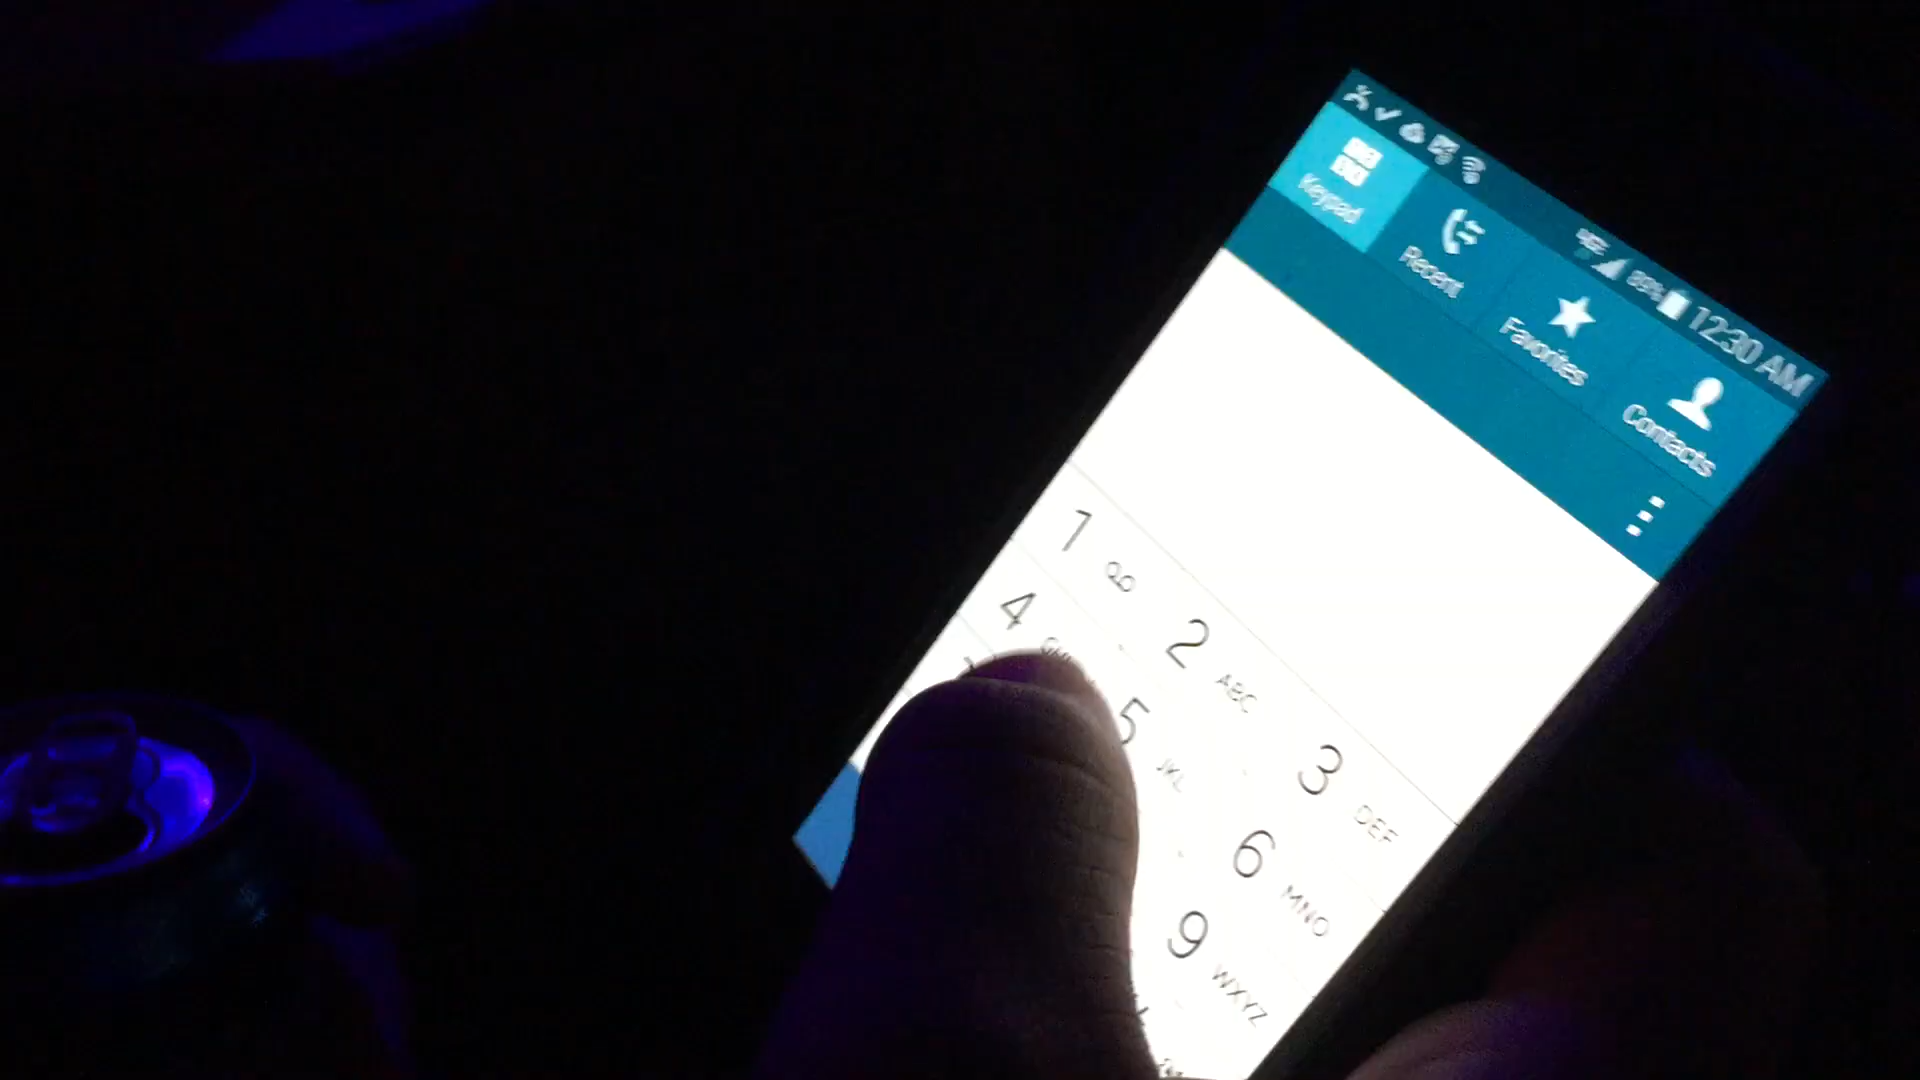 89% 12:30 AM
Keypad Recent Favorites Contacts
1 2 ABC 3 DEF
4 5 JKL 6 MNO
9 WXYZ